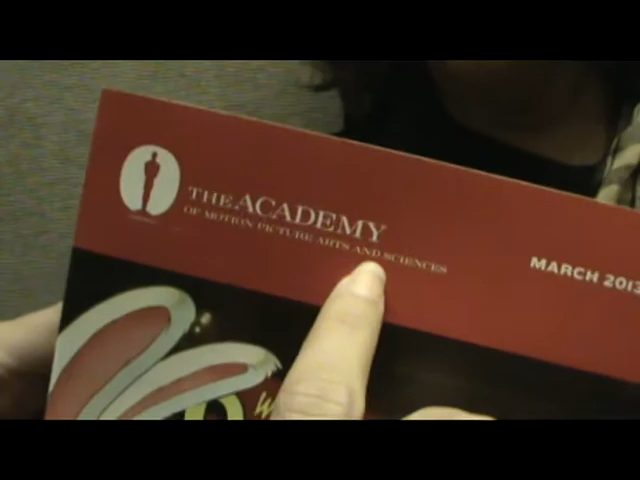 THE ACADEMY
OF MOTION PICTURE ARTS AND SCIENCES
MARCH 2013